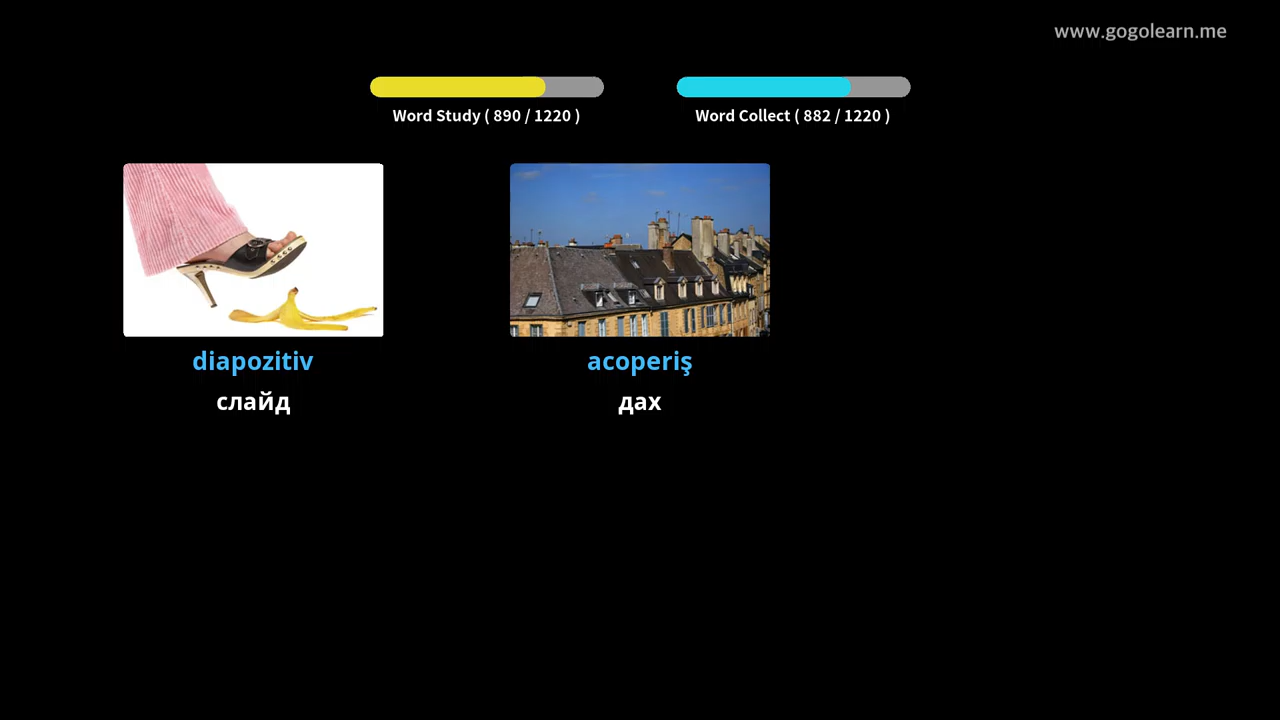 www.gogolearn.me
Word Study ( 890 / 1220 )
Word Collect ( 882 / 1220 )
diapozitiv
слайд
acoperiş
дах